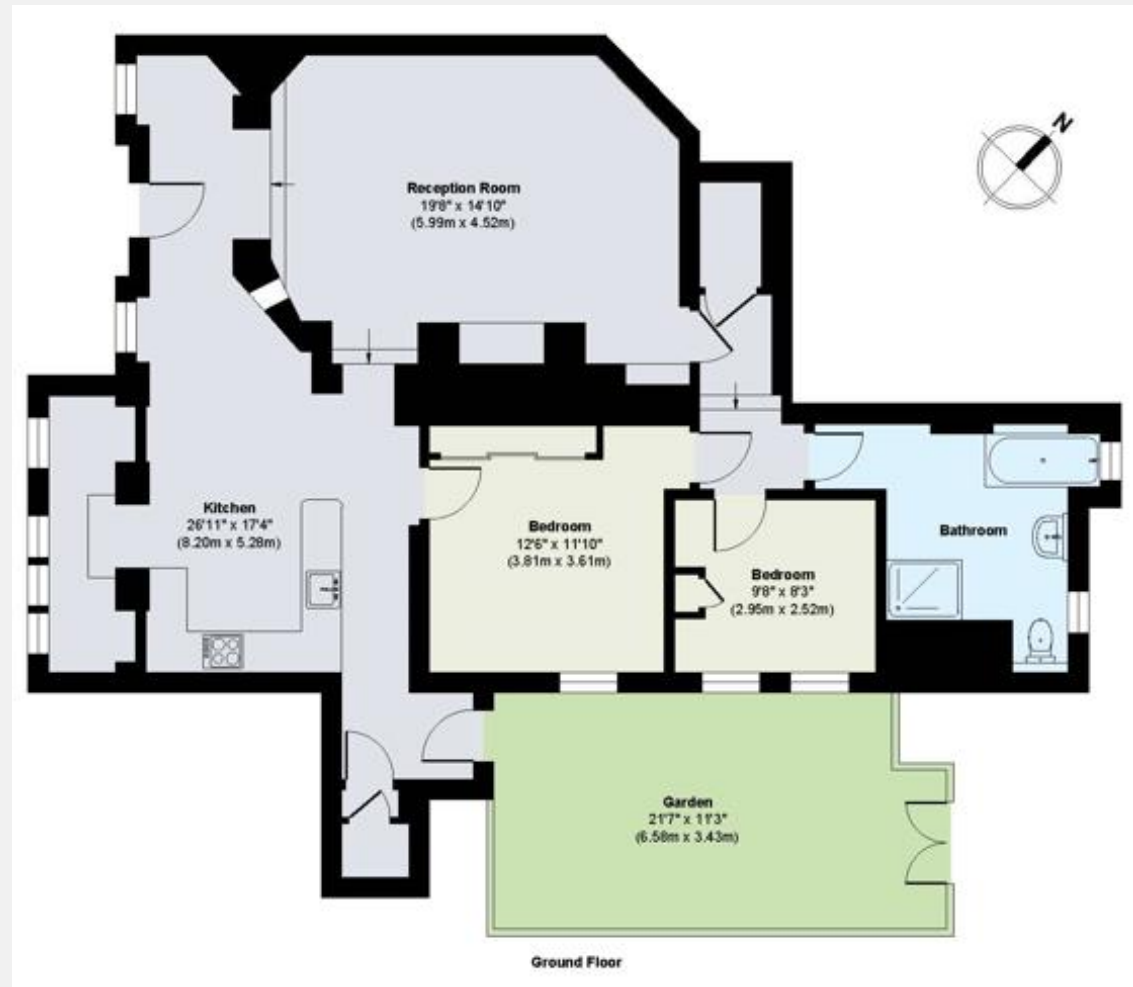 N
Reception Room
19'8" x 14'10"
(5.99m x 4.52m)
Kitchen
26'11" x 17'4"
(8.20m x 5.28m)
Bedroom
12'6" x 11'10"
(3.81m x 3.61m)
Bathroom
Bedroom
9'8" x 8'3"
(2.95m x 2.52m)
Garden
21'7" x 11'3"
(6.58m x 3.43m)
Ground Floor